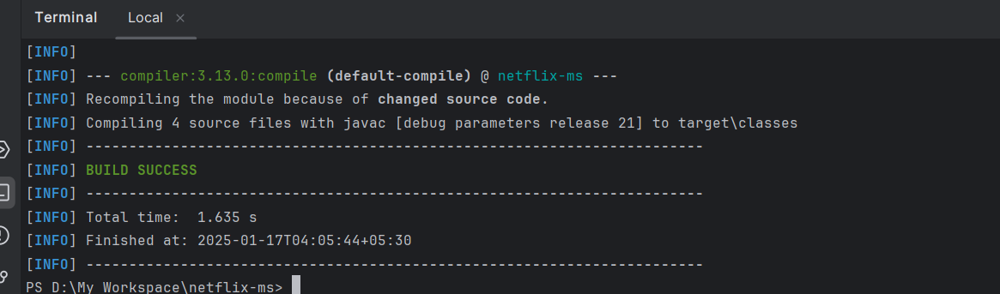 Terminal Local ×
[INFO]
[INFO] --- compiler:3.13.0:compile (default-compile) @ netflix-ms ---
[INFO] Recompiling the module because of changed source code.
[INFO] Compiling 4 source files with javac [debug parameters release 21] to target\classes
[INFO] ------------------------------------------------------------------------
[INFO] BUILD SUCCESS
[INFO] ------------------------------------------------------------------------
[INFO] Total time:  1.635 s
[INFO] Finished at: 2025-01-17T04:05:44+05:30
[INFO] ------------------------------------------------------------------------
PS D:\My Workspace\netflix-ms>